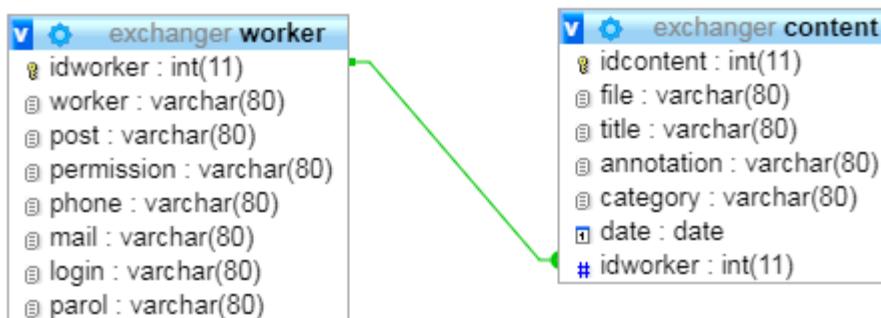 v exchanger worker
idworker : int(11)
worker : varchar(80)
post : varchar(80)
permission : varchar(80)
phone : varchar(80)
mail : varchar(80)
login : varchar(80)
parol : varchar(80)
v exchanger content
idcontent : int(11)
file : varchar(80)
title : varchar(80)
annotation : varchar(80)
category : varchar(80)
1 date : date
# idworker : int(11)